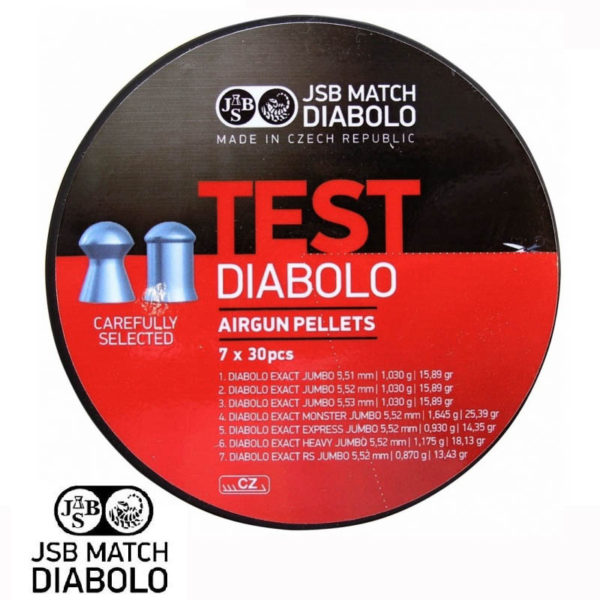 JSB
JSB MATCH
DIABOLO
MADE IN CZECH REPUBLIC
TEST
DIABOLO
CAREFULLY
SELECTED
AIRGUN PELLETS
7 x 30pcs
1. DIABOLO EXACT JUMBO 5,51 mm | 1,030 g | 15,89 gr
2. DIABOLO EXACT JUMBO 5,52 mm | 1,030 g | 15,89 gr
3. DIABOLO EXACT JUMBO 5,53 mm | 1,030 g | 15,89 gr
4. DIABOLO EXACT MONSTER JUMBO 5,52 mm | 1,645 g | 25,39 gr
5. DIABOLO EXACT EXPRESS JUMBO 5,52 mm | 0,930 g | 14,35 gr
6. DIABOLO EXACT HEAVY JUMBO 5,52 mm | 1,175 g | 18,13 gr
7. DIABOLO EXACT RS JUMBO 5,52 mm | 0,870 g | 13,43 gr
CZ
JSB
JSB MATCH
DIABOLO